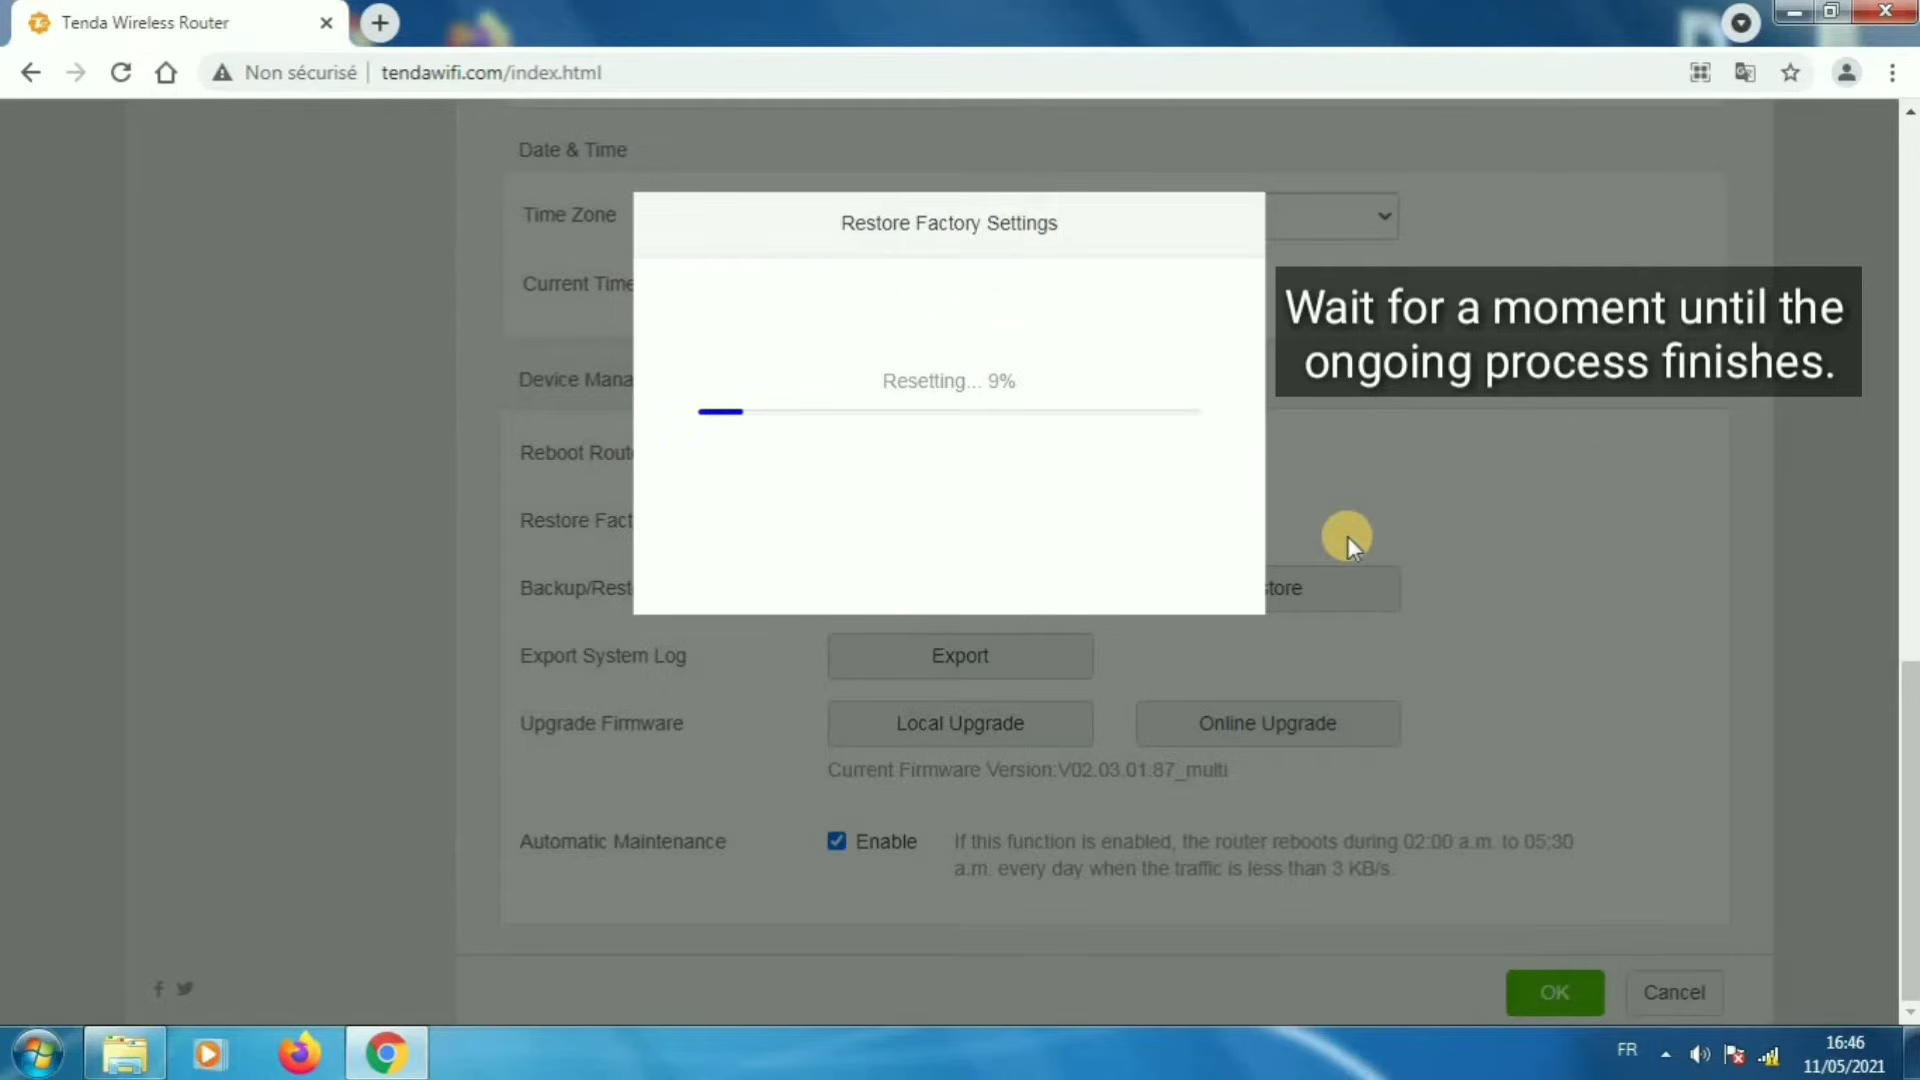 Tenda Wireless Router
Non sécurisé
tendawifi.com/index.html
Date & Time
Restore Factory Settings
Time Zone
Current Time
Wait for a moment until the
ongoing process finishes.
Resetting... 9%
Device Mana
Reboot Route
Restore Fact
Backup/Rest
store
Export System Log
Export
Upgrade Firmware
Local Upgrade
Online Upgrade
Current Firmware Version:V02.03.01.87_multi
Automatic Maintenance
Enable
If this function is enabled, the router reboots during 02:00 a.m. to 05:30
a.m. every day when the traffic is less than 3 KB/s.
OK
Cancel
FR
16:46
11/05/2021